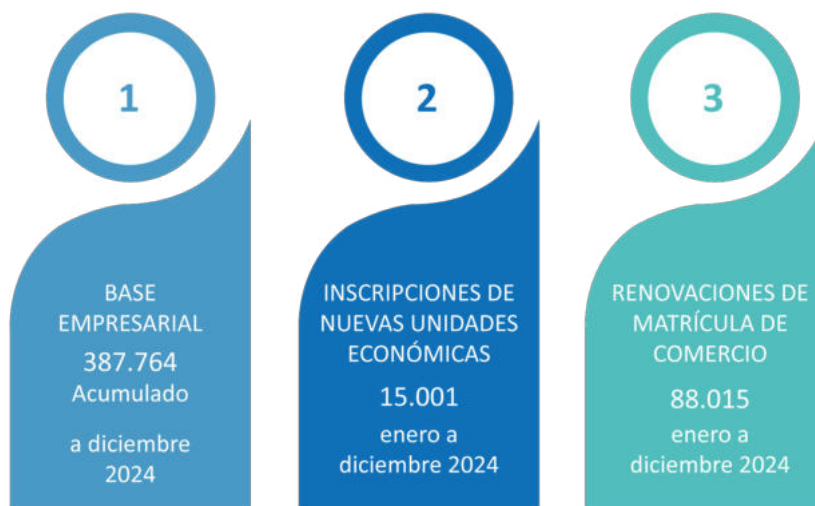 1
BASE
EMPRESARIAL
387.764
Acumulado
a diciembre
2024
2
INSCRIPCIONES DE
NUEVAS UNIDADES
ECONÓMICAS
15.001
enero a
diciembre 2024
3
RENOVACIONES DE
MATRÍCULA DE
COMERCIO
88.015
enero a
diciembre 2024